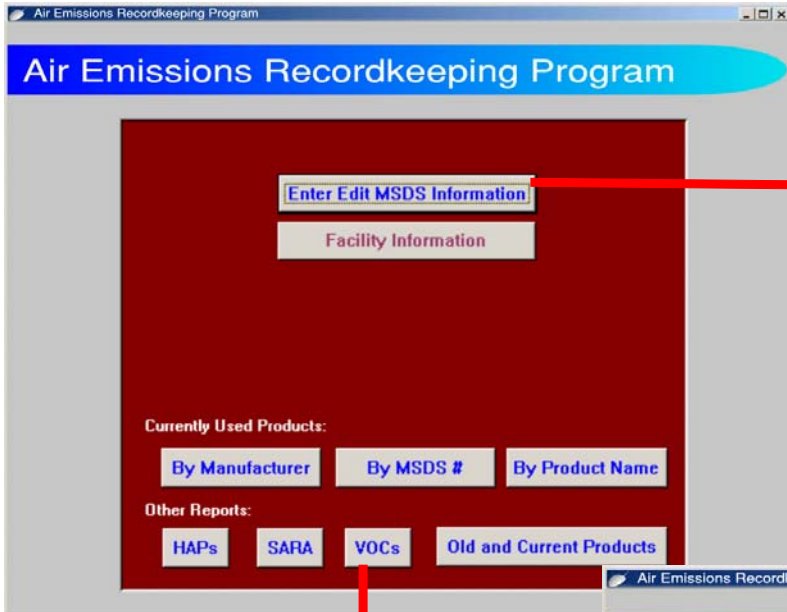 Air Emissions Recordkeeping Program
Air Emissions Recordkeeping Program
Enter Edit MSDS Information
Facility Information
Currently Used Products:
By Manufacturer By MSDS # By Product Name
Other Reports:
HAPs SARA VOCs Old and Current Products
Air Emissions